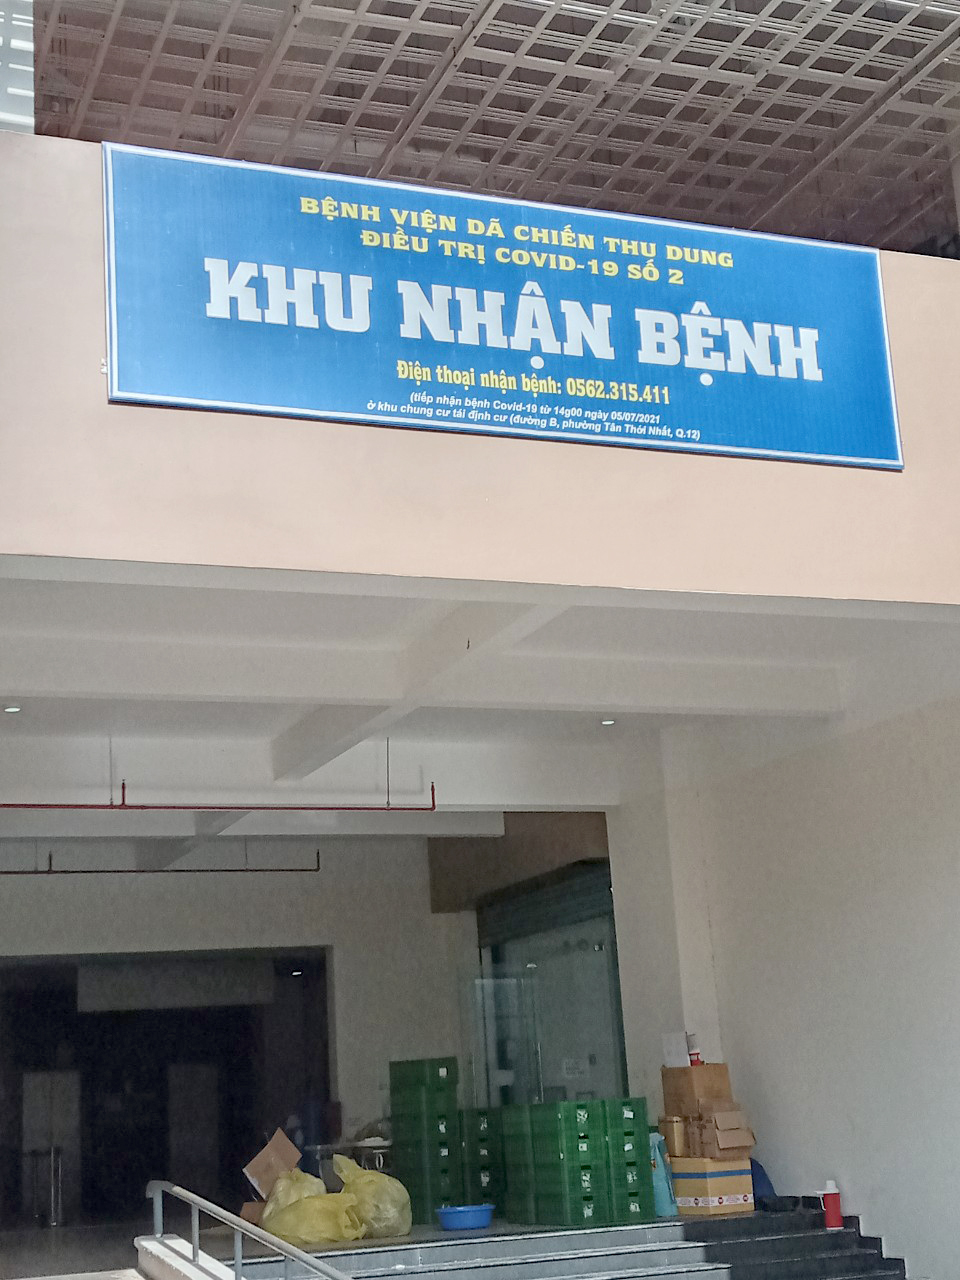 BỆNH VIỆN DÃ CHIẾN THU DUNG
ĐIỀU TRỊ COVID-19 SỐ 2
KHU NHẬN BỆNH
Điện thoại nhận bệnh: 0562.315.411
(tiếp nhận bệnh Covid-19 từ 14g00 ngày 05/07/2021
ở khu chung cư tái định cư (đường B, phường Tân Thới Nhất, Q.12)